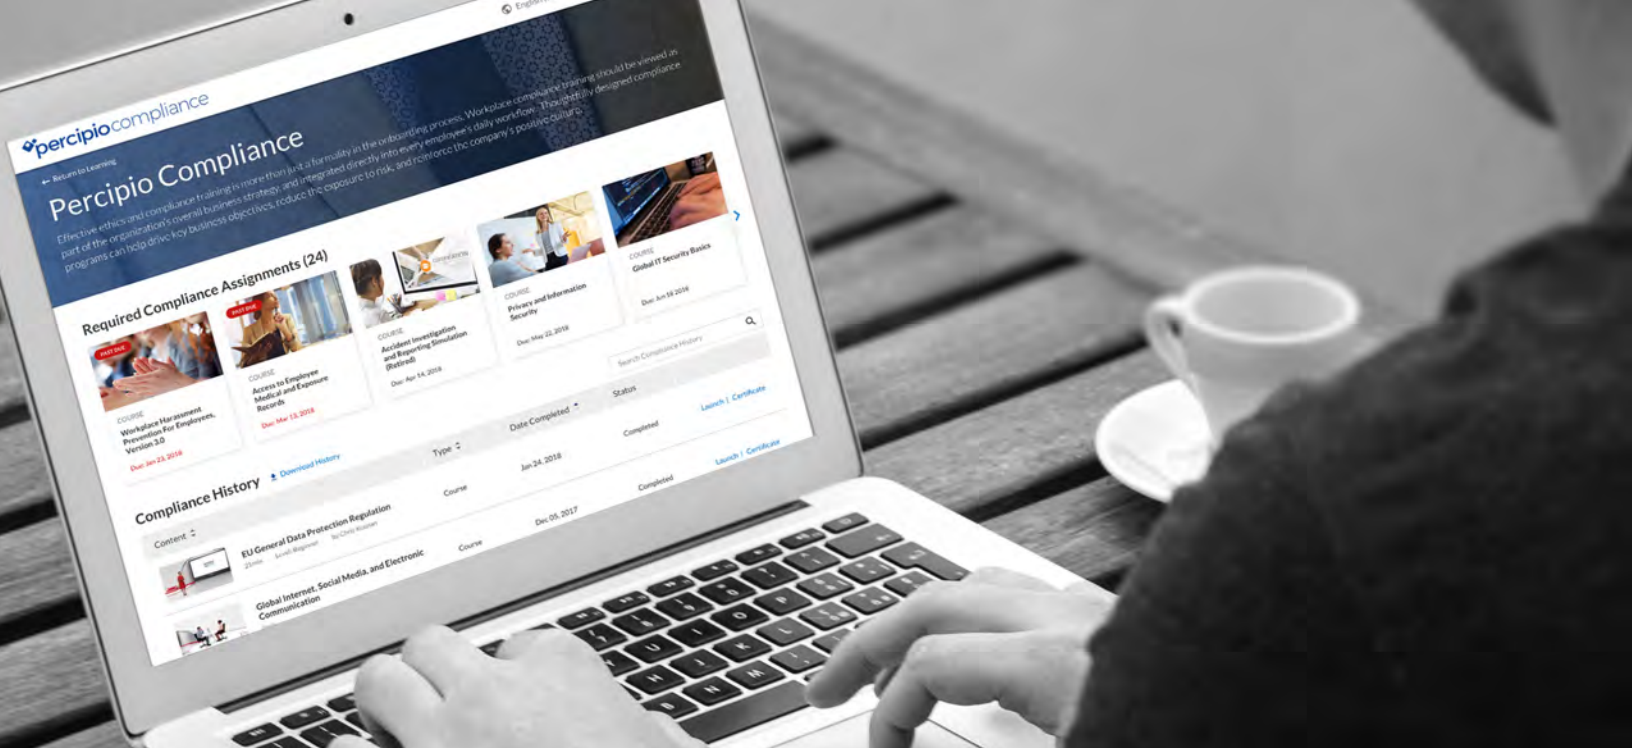 English
percipiocompliance
← Return to Learning
Percipio Compliance
Effective ethics and compliance training is more than just a formality in the onboarding process. Workplace compliance training should be viewed as
part of the organization's overall business strategy, and integrated directly into every employee's daily workflow. Thoughtfully designed compliance
programs can help drive key business objectives, reduce the exposure to risk, and reinforce the company's positive culture.
Required Compliance Assignments (24)
PAST DUE
COURSE
Workplace Harassment
Prevention For Employees,
Version 3.0
Due: Jan 23, 2018
PAST DUE
COURSE
Access to Employee
Medical and Exposure
Records
Due: Mar 13, 2018
COURSE
Accident Investigation
and Reporting Simulation
(Retired)
Due: Apr 14, 2018
COURSE
Privacy and Information
Security
Due: May 22, 2018
COURSE
Global IT Security Basics
Due: Jun 18 2018
Compliance History
Download History
Search Compliance History
Content
Type
Date Completed
Status
EU General Data Protection Regulation
Level: Beginner
Course
Jan 24, 2018
Completed
Launch | Certificate
Global Internet, Social Media, and Electronic
Communication
Course
Dec 05, 2017
Completed
Launch | Certificate